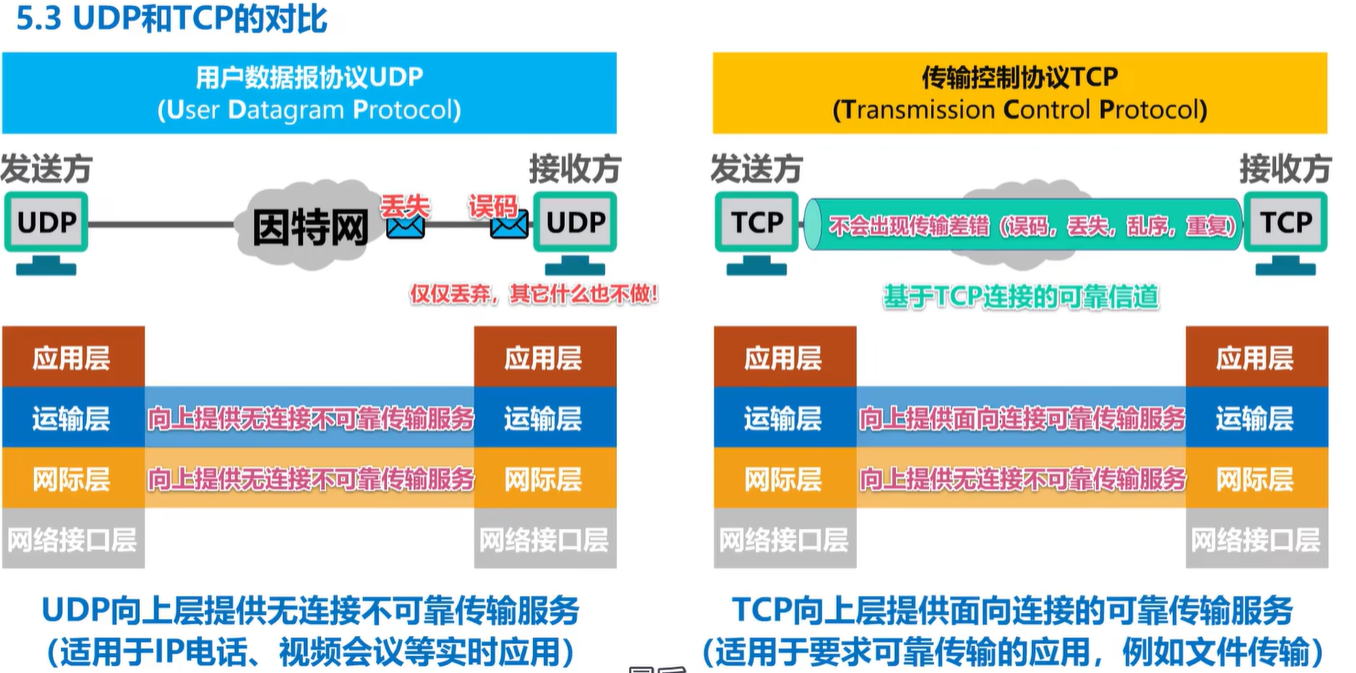 5.3 UDP和TCP的对比
用户数据报协议UDP
(User Datagram Protocol)
发送方
接收方
UDP
因特网
丢失
误码
UDP
仅仅丢弃，其它什么也不做！
应用层
应用层
运输层
向上提供无连接不可靠传输服务
运输层
网际层
向上提供无连接不可靠传输服务
网际层
网络接口层
网络接口层
UDP向上层提供无连接不可靠传输服务
（适用于IP电话、视频会议等实时应用）
传输控制协议TCP
(Transmission Control Protocol)
发送方
接收方
TCP
不会出现传输差错（误码，丢失，乱序，重复）
TCP
基于TCP连接的可靠信道
应用层
应用层
运输层
向上提供面向连接可靠传输服务
运输层
网际层
向上提供无连接不可靠传输服务
网际层
网络接口层
网络接口层
TCP向上层提供面向连接的可靠传输服务
（适用于要求可靠传输的应用，例如文件传输）